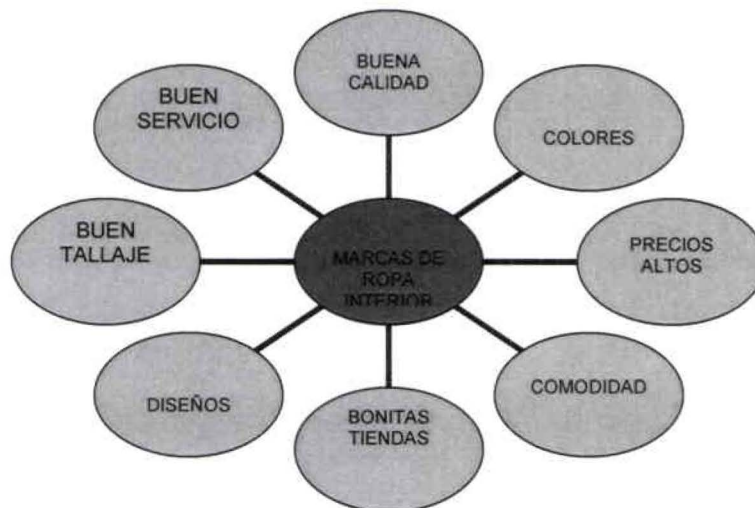 BUENA
CALIDAD
COLORES
PRECIOS
ALTOS
COMODIDAD
BONITAS
TIENDAS
DISEÑOS
BUEN
TALLAJE
BUEN
SERVICIO
MARCAS DE
ROPA
INTERIOR